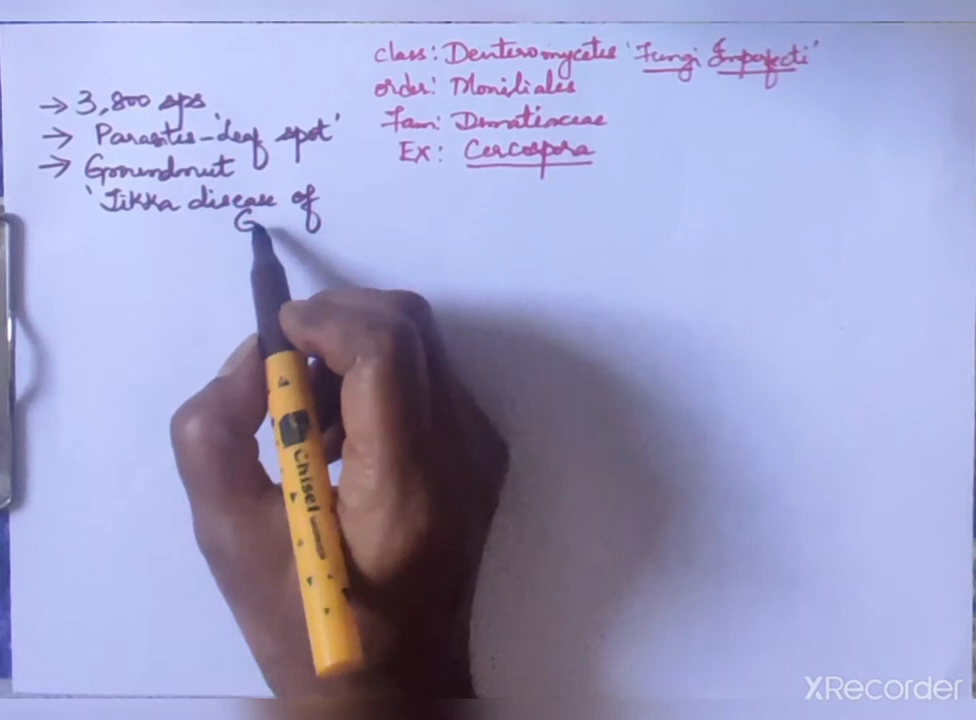 class: Deuteromycetes 'Fungi Imperfecti'
order: Moniliales
Fam: Dematiaceae
Ex: Cercospora
→ 3,800 sps
→ Parasites - 'leaf spot'
→ Groundnut
'Tikka disease of
G
Chisel
XRecorder